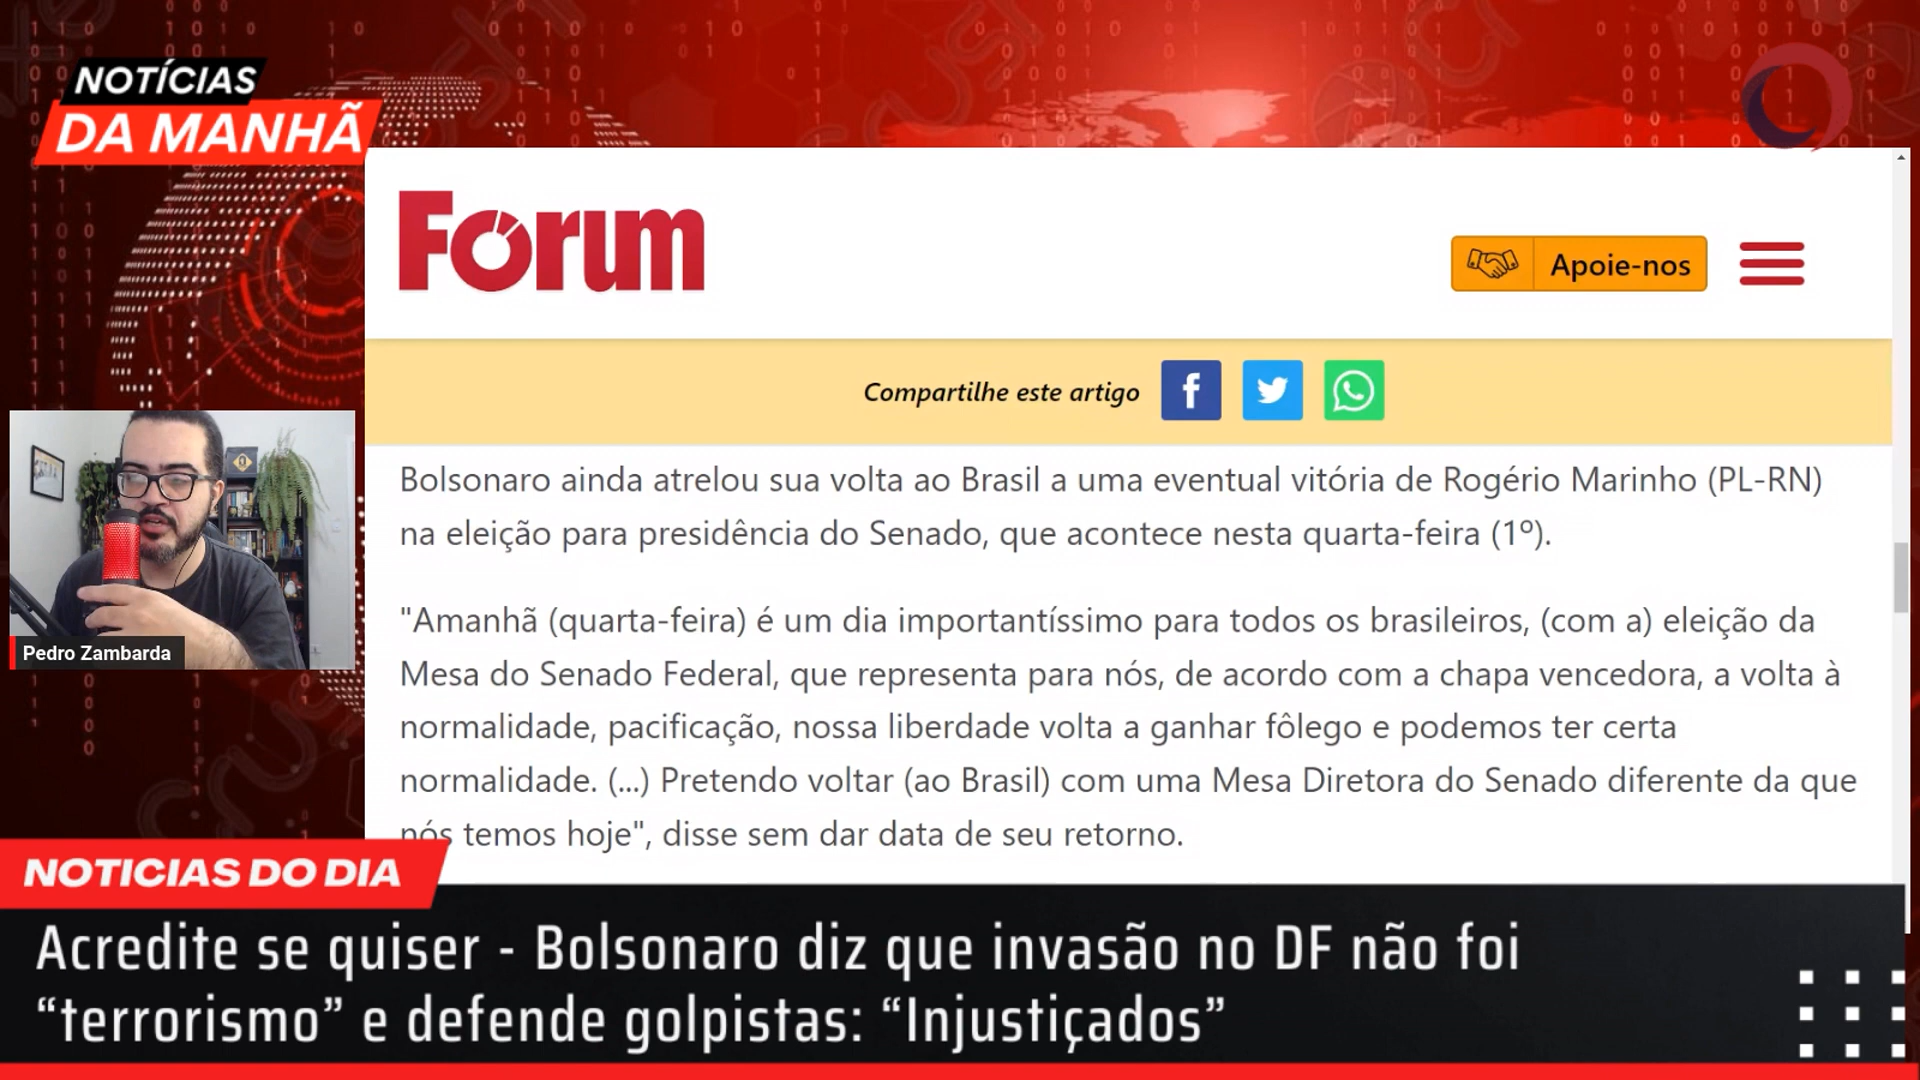 NOTÍCIAS
DA MANHÃ
Fórum
Apoie-nos
Compartilhe este artigo
Bolsonaro ainda atrelou sua volta ao Brasil a uma eventual vitória de Rogério Marinho (PL-RN)
na eleição para presidência do Senado, que acontece nesta quarta-feira (1º).
"Amanhã (quarta-feira) é um dia importantíssimo para todos os brasileiros, (com a) eleição da
Mesa do Senado Federal, que representa para nós, de acordo com a chapa vencedora, a volta à
normalidade, pacificação, nossa liberdade volta a ganhar fôlego e podemos ter certa
normalidade. (...) Pretendo voltar (ao Brasil) com uma Mesa Diretora do Senado diferente da que
nós temos hoje", disse sem dar data de seu retorno.
Pedro Zambarda
NOTICIAS DO DIA
Acredite se quiser - Bolsonaro diz que invasão no DF não foi
“terrorismo” e defende golpistas: “Injustiçados”